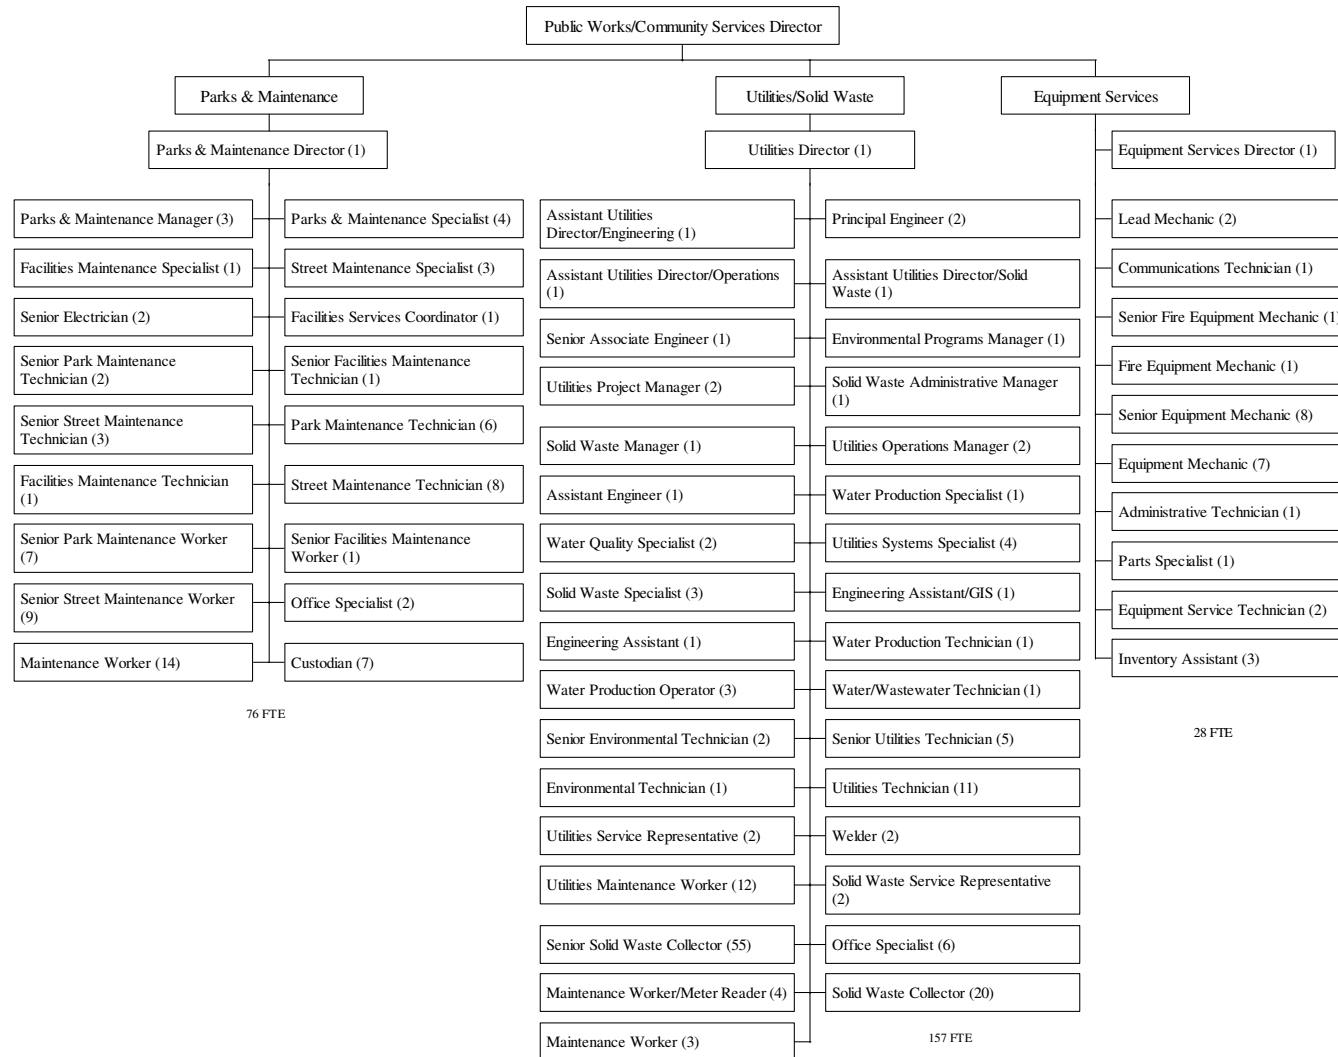 Public Works/Community Services Director
Parks & Maintenance
Utilities/Solid Waste
Equipment Services
Parks & Maintenance Director (1)
Utilities Director (1)
Equipment Services Director (1)
Parks & Maintenance Manager (3)
Parks & Maintenance Specialist (4)
Facilities Maintenance Specialist (1)
Street Maintenance Specialist (3)
Senior Electrician (2)
Facilities Services Coordinator (1)
Senior Park Maintenance
Technician (2)
Senior Facilities Maintenance
Technician (1)
Senior Street Maintenance
Technician (3)
Park Maintenance Technician (6)
Facilities Maintenance Technician
(1)
Street Maintenance Technician (8)
Senior Park Maintenance Worker
(7)
Senior Facilities Maintenance
Worker (1)
Senior Street Maintenance Worker
(9)
Office Specialist (2)
Maintenance Worker (14)
Custodian (7)
76 FTE
Assistant Utilities
Director/Engineering (1)
Principal Engineer (2)
Assistant Utilities Director/Operations
(1)
Assistant Utilities Director/Solid
Waste (1)
Senior Associate Engineer (1)
Environmental Programs Manager (1)
Utilities Project Manager (2)
Solid Waste Administrative Manager
(1)
Solid Waste Manager (1)
Utilities Operations Manager (2)
Assistant Engineer (1)
Water Production Specialist (1)
Water Quality Specialist (2)
Utilities Systems Specialist (4)
Solid Waste Specialist (3)
Engineering Assistant/GIS (1)
Engineering Assistant (1)
Water Production Technician (1)
Water Production Operator (3)
Water/Wastewater Technician (1)
Senior Environmental Technician (2)
Senior Utilities Technician (5)
Environmental Technician (1)
Utilities Technician (11)
Utilities Service Representative (2)
Welder (2)
Utilities Maintenance Worker (12)
Solid Waste Service Representative
(2)
Senior Solid Waste Collector (55)
Office Specialist (6)
Maintenance Worker/Meter Reader (4)
Solid Waste Collector (20)
Maintenance Worker (3)
157 FTE
Lead Mechanic (2)
Communications Technician (1)
Senior Fire Equipment Mechanic (1)
Fire Equipment Mechanic (1)
Senior Equipment Mechanic (8)
Equipment Mechanic (7)
Administrative Technician (1)
Parts Specialist (1)
Equipment Service Technician (2)
Inventory Assistant (3)
28 FTE